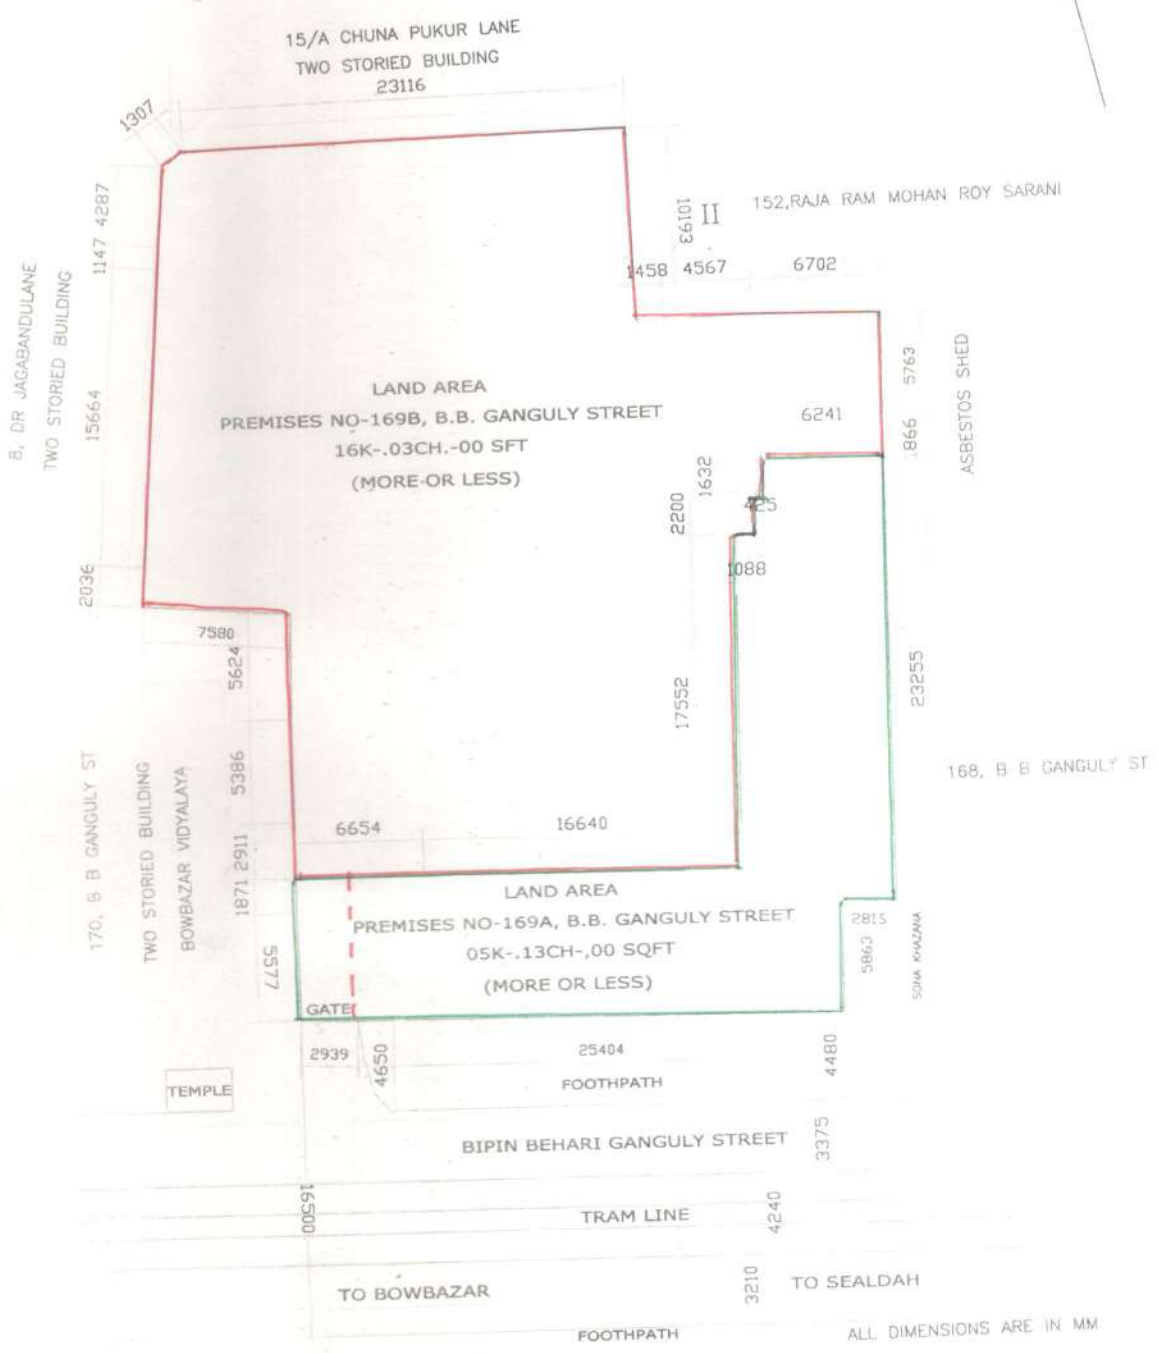 15/A CHUNA PUKUR LANE
TWO STORIED BUILDING
23116
1307
4287
1147
15664
2036
8, DR JAGABANDULANE
TWO STORIED BUILDING
10193
II
152,RAJA RAM MOHAN ROY SARANI
1458
4567
6702
5763
866
ASBESTOS SHED
6241
LAND AREA
PREMISES NO-169B, B.B. GANGULY STREET
16K-.03CH.-00 SFT
(MORE OR LESS)
1632
425
2200
1088
17552
23255
7580
5624
5386
2911
1871
5577
170, B B GANGULY ST
TWO STORIED BUILDING
BOWBAZAR VIDYALAYA
168, B B GANGULY ST
6654
16640
LAND AREA
PREMISES NO-169A, B.B. GANGULY STREET
05K-.13CH-,00 SQFT
(MORE OR LESS)
2815
5863
SONA KHAZANA
GATE
2939
4650
25404
4480
FOOTHPATH
TEMPLE
BIPIN BEHARI GANGULY STREET
3375
16500
TRAM LINE
4240
TO BOWBAZAR
3210
TO SEALDAH
FOOTHPATH
ALL DIMENSIONS ARE IN MM